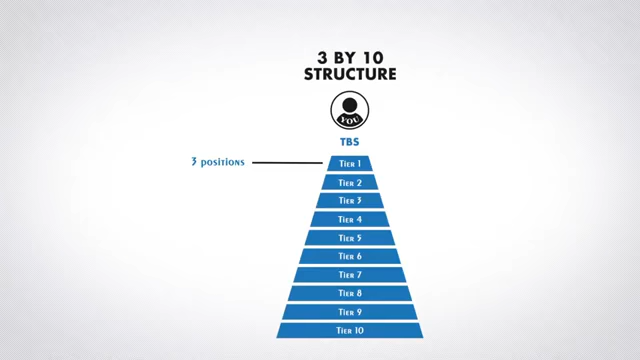 3 BY 10
STRUCTURE
YOU
TBS
3 POSITIONS
TIER 1
TIER 2
TIER 3
TIER 4
TIER 5
TIER 6
TIER 7
TIER 8
TIER 9
TIER 10